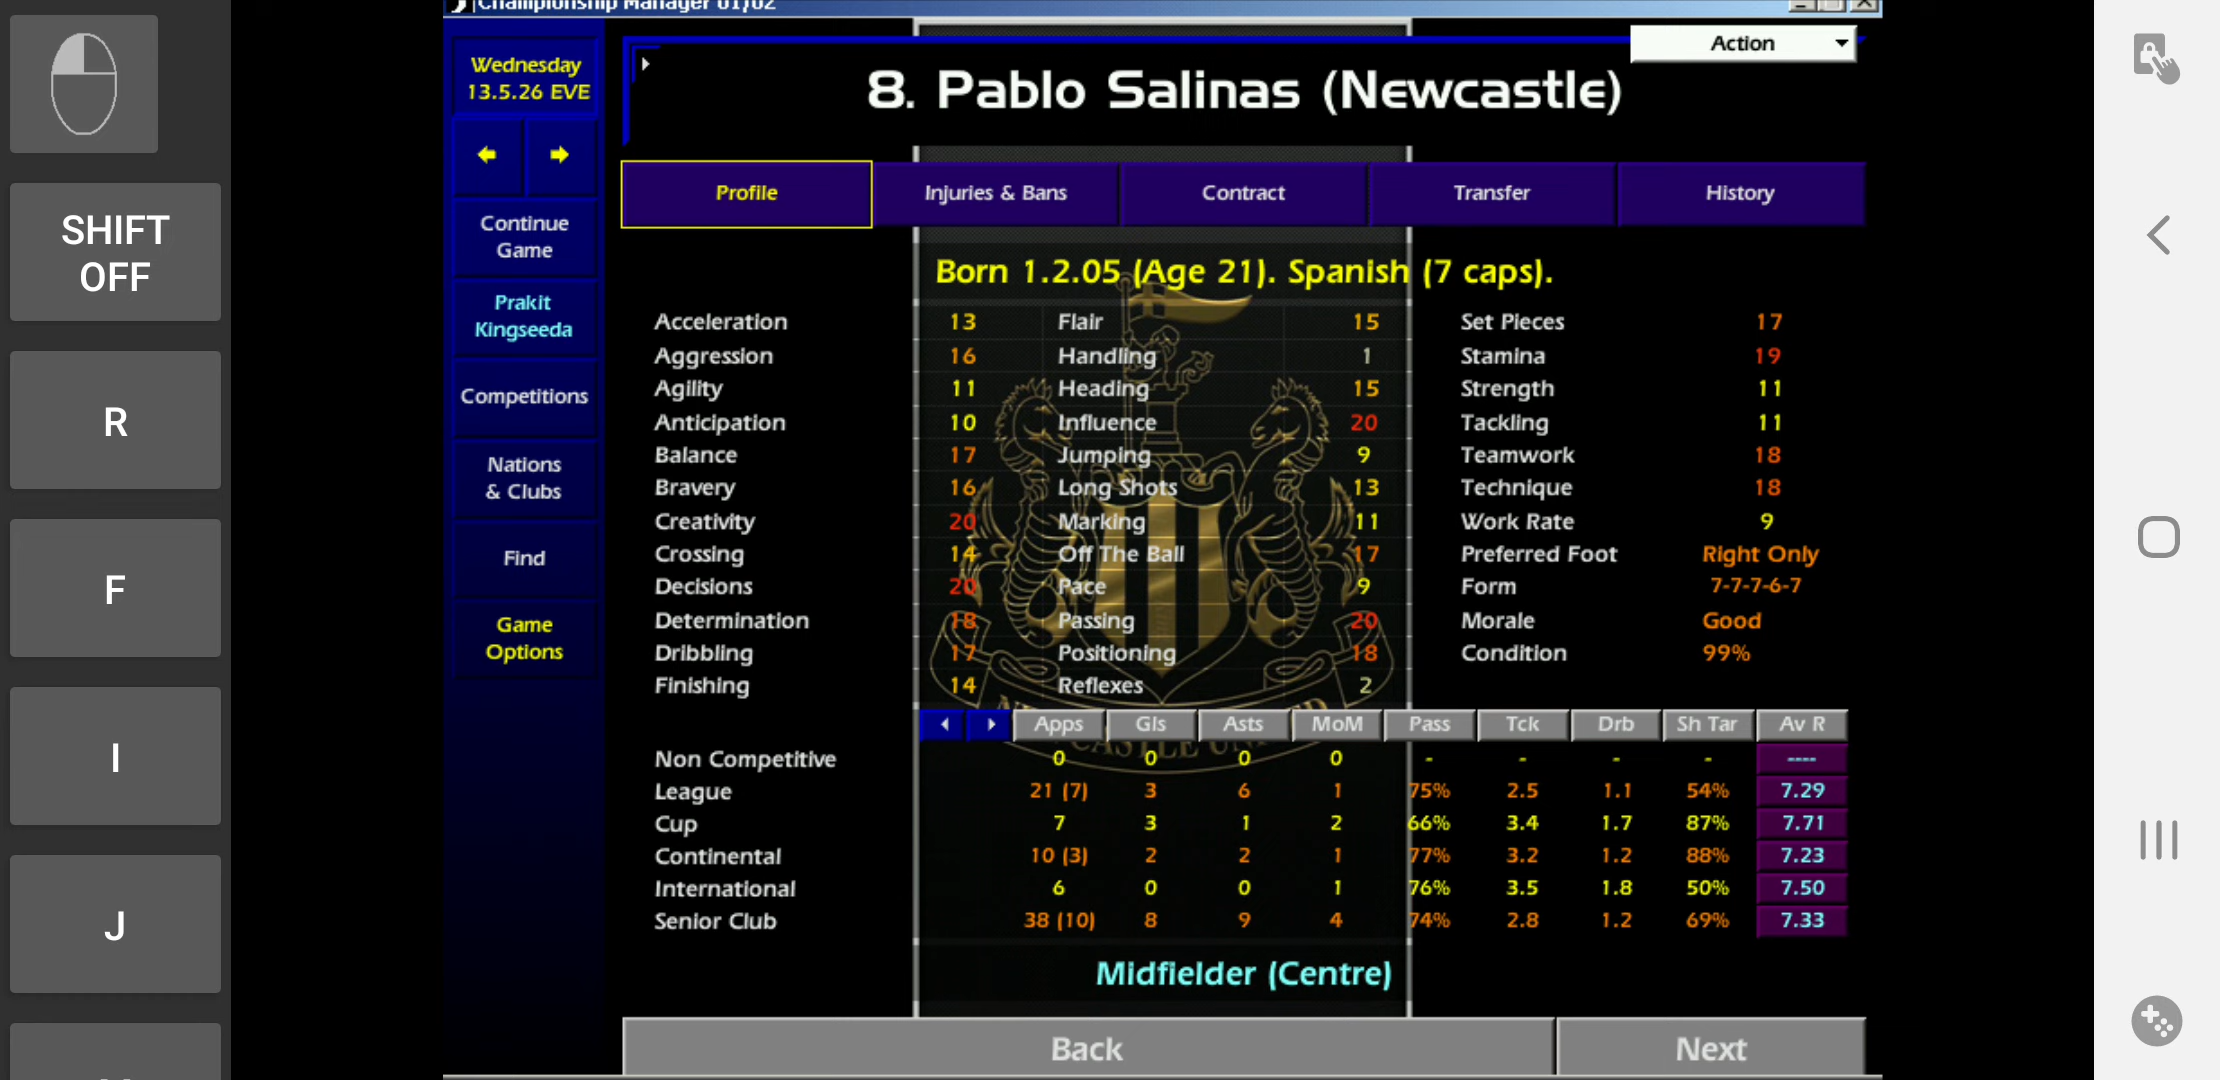 Championship Manager 01/02
Action
Wednesday
13.5.26 EVE
8. Pablo Salinas (Newcastle)
SHIFT
OFF
R
F
I
J
Continue
Game
Prakit
Kingseeda
Competitions
Nations
& Clubs
Find
Game
Options
Profile
Injuries & Bans
Contract
Transfer
History
Born 1.2.05 (Age 21). Spanish (7 caps).
Acceleration 13 Flair 15 Set Pieces 17
Aggression 16 Handling 1 Stamina 19
Agility 11 Heading 15 Strength 11
Anticipation 10 Influence 20 Tackling 11
Balance 17 Jumping 9 Teamwork 18
Bravery 16 Long Shots 13 Technique 18
Creativity 20 Marking 11 Work Rate 9
Crossing 14 Off The Ball 17 Preferred Foot Right Only
Decisions 20 Pace 9 Form 7-7-7-6-7
Determination 18 Passing 20 Morale Good
Dribbling 17 Positioning 18 Condition 99%
Finishing 14 Reflexes 2
Apps Gls Asts MoM Pass Tck Drb Sh Tar Av R
Non Competitive 0 0 0 0 - - - - ----
League 21 (7) 3 6 1 75% 2.5 1.1 54% 7.29
Cup 7 3 1 2 66% 3.4 1.7 87% 7.71
Continental 10 (3) 2 2 1 77% 3.2 1.2 88% 7.23
International 6 0 0 1 76% 3.5 1.8 50% 7.50
Senior Club 38 (10) 8 9 4 74% 2.8 1.2 69% 7.33
Midfielder (Centre)
Back
Next